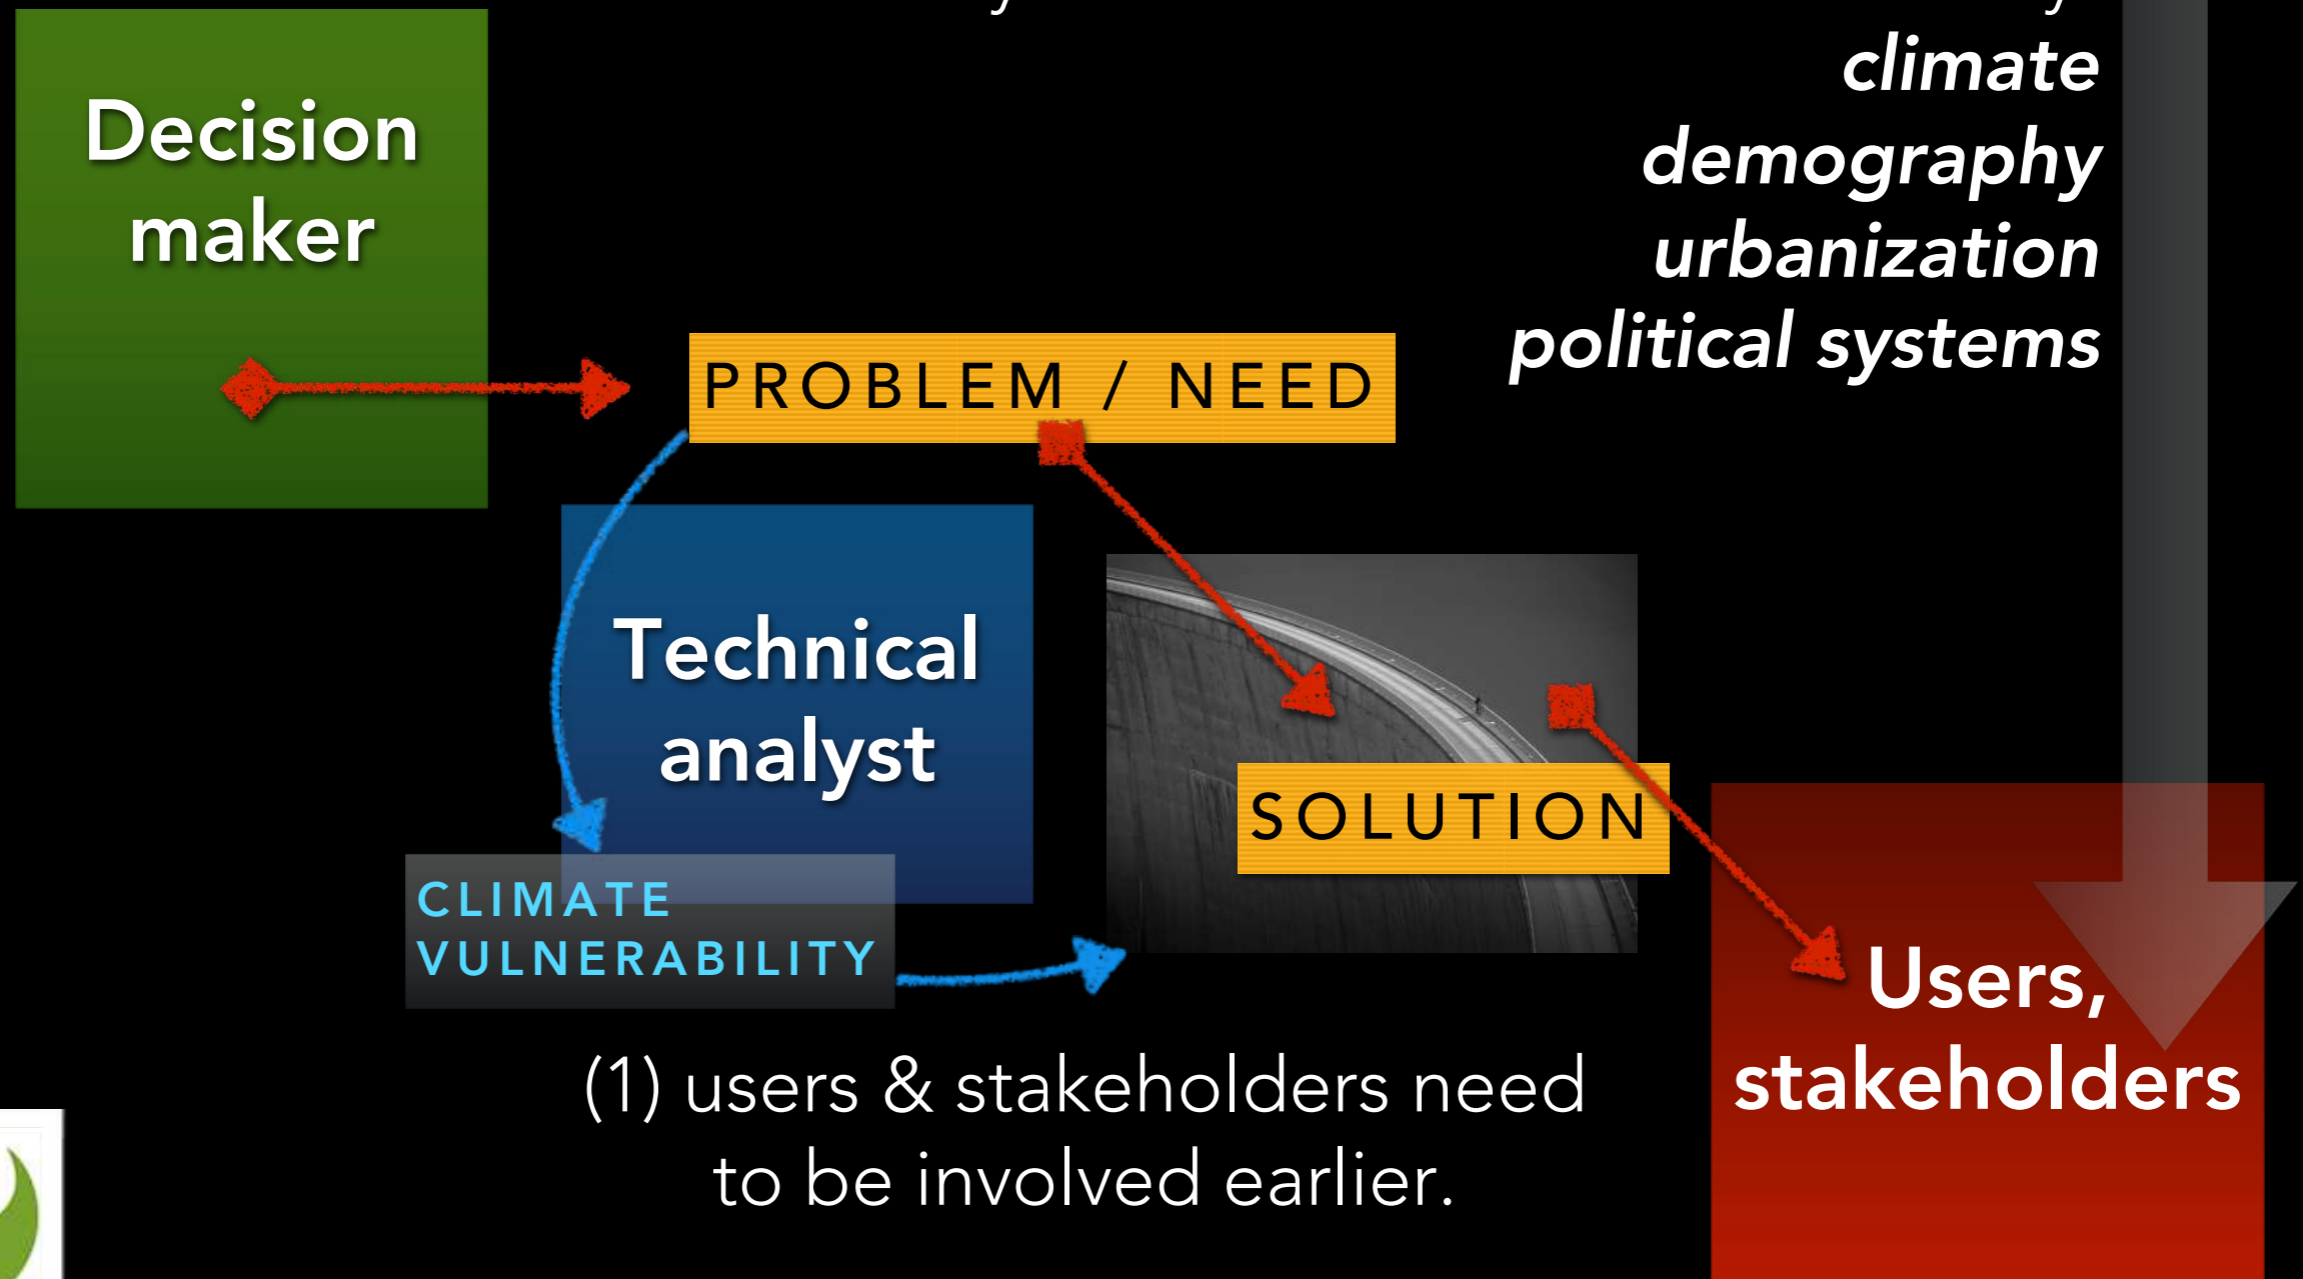 climate
demography
urbanization
political systems
Decision
maker
PROBLEM / NEED
Technical
analyst
SOLUTION
CLIMATE
VULNERABILITY
Users,
stakeholders
(1) users & stakeholders need
to be involved earlier.